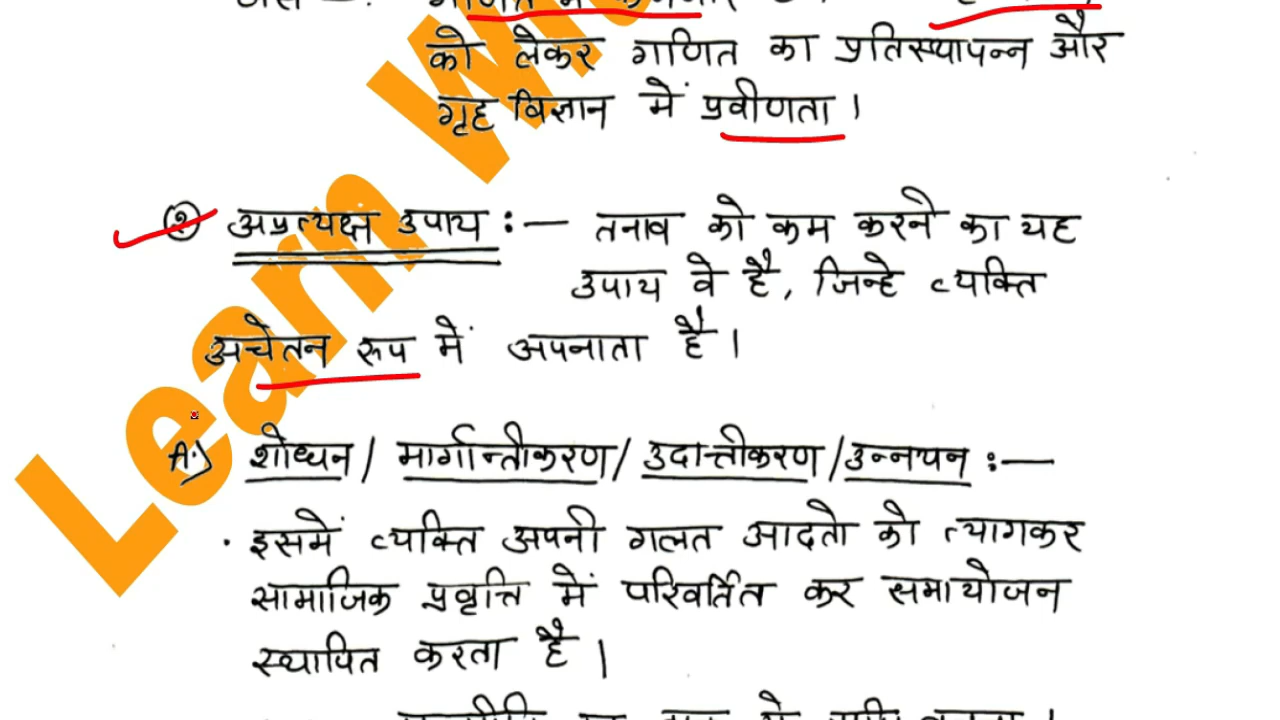 को लेकर गणित का प्रतिस्थापन्न और
गृह विज्ञान में प्रवीणता।
② अप्रत्यक्ष उपाय :— तनाव को कम करने का यह
उपाय वे है, जिन्हे व्यक्ति
अचेतन रूप में अपनाता है।
A.) शोध्धन / मार्गान्तीकरण / उदात्तीकरण / उन्नयन :—
• इसमें व्यक्ति अपनी गलत आदतो को त्यागकर
सामाजिक प्रवृत्ति में परिवर्तित कर समायोजन
स्थापित करता है।
Learn W